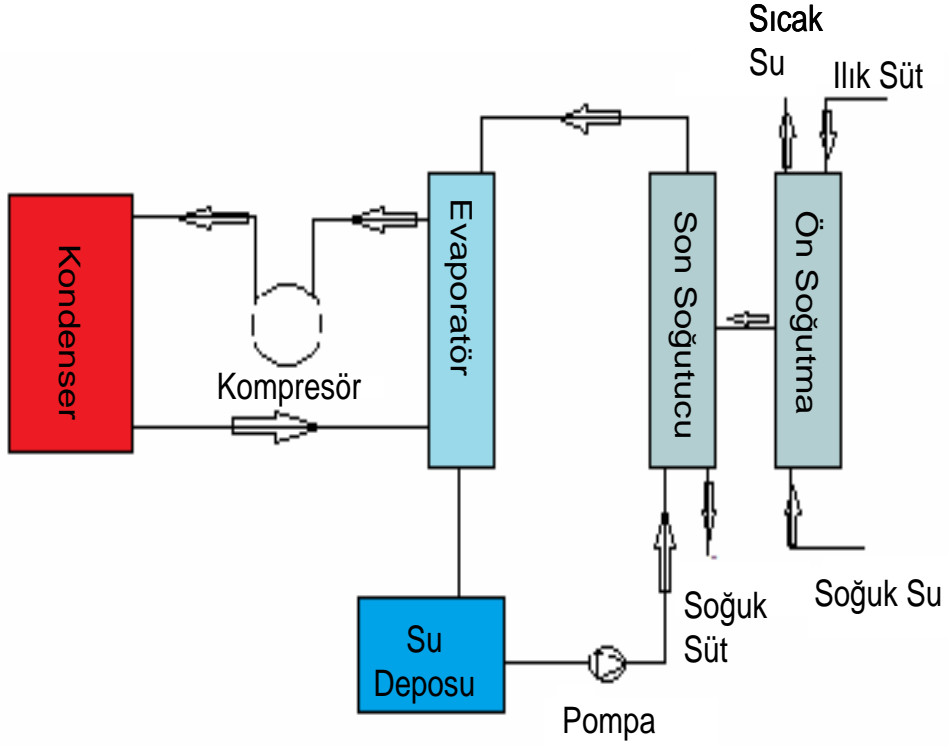 Sıcak
Su
Ilık Süt
Kondenser
Kompresör
Evaporatör
Son Soğutucu
Ön Soğutma
Su
Deposu
Pompa
Soğuk
Süt
Soğuk Su